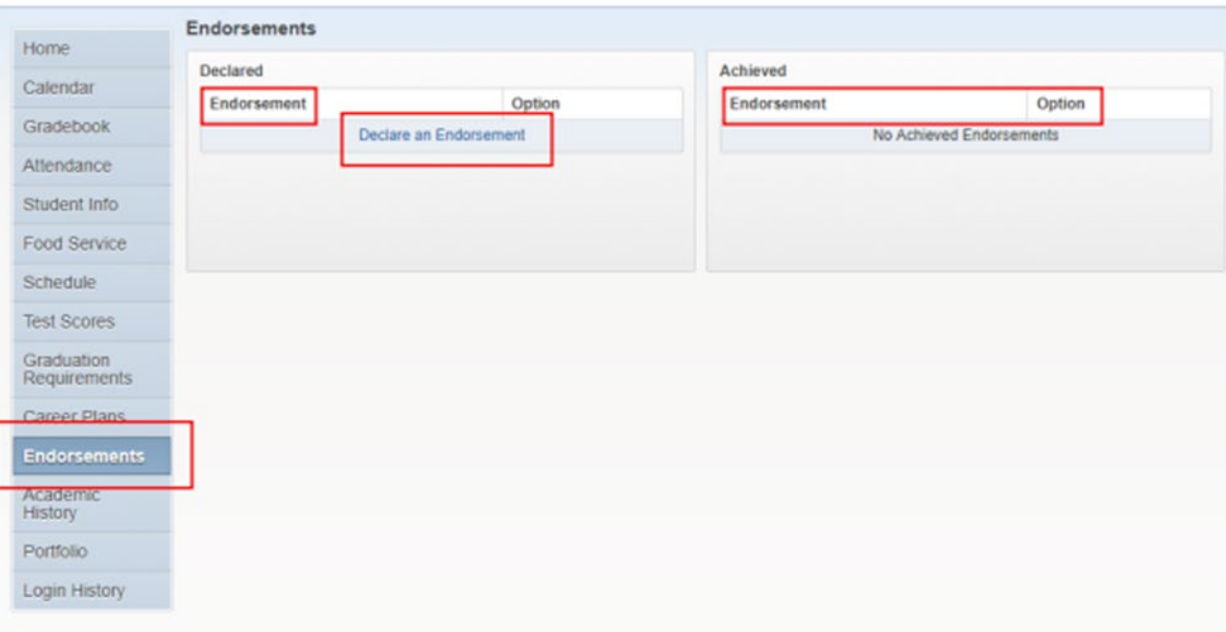 Endorsements
Home
Calendar
Gradebook
Attendance
Student Info
Food Service
Schedule
Test Scores
Graduation
Requirements
Career Plans
Endorsements
Academic
History
Portfolio
Login History
Declared
Endorsement Option
Declare an Endorsement
Achieved
Endorsement Option
No Achieved Endorsements